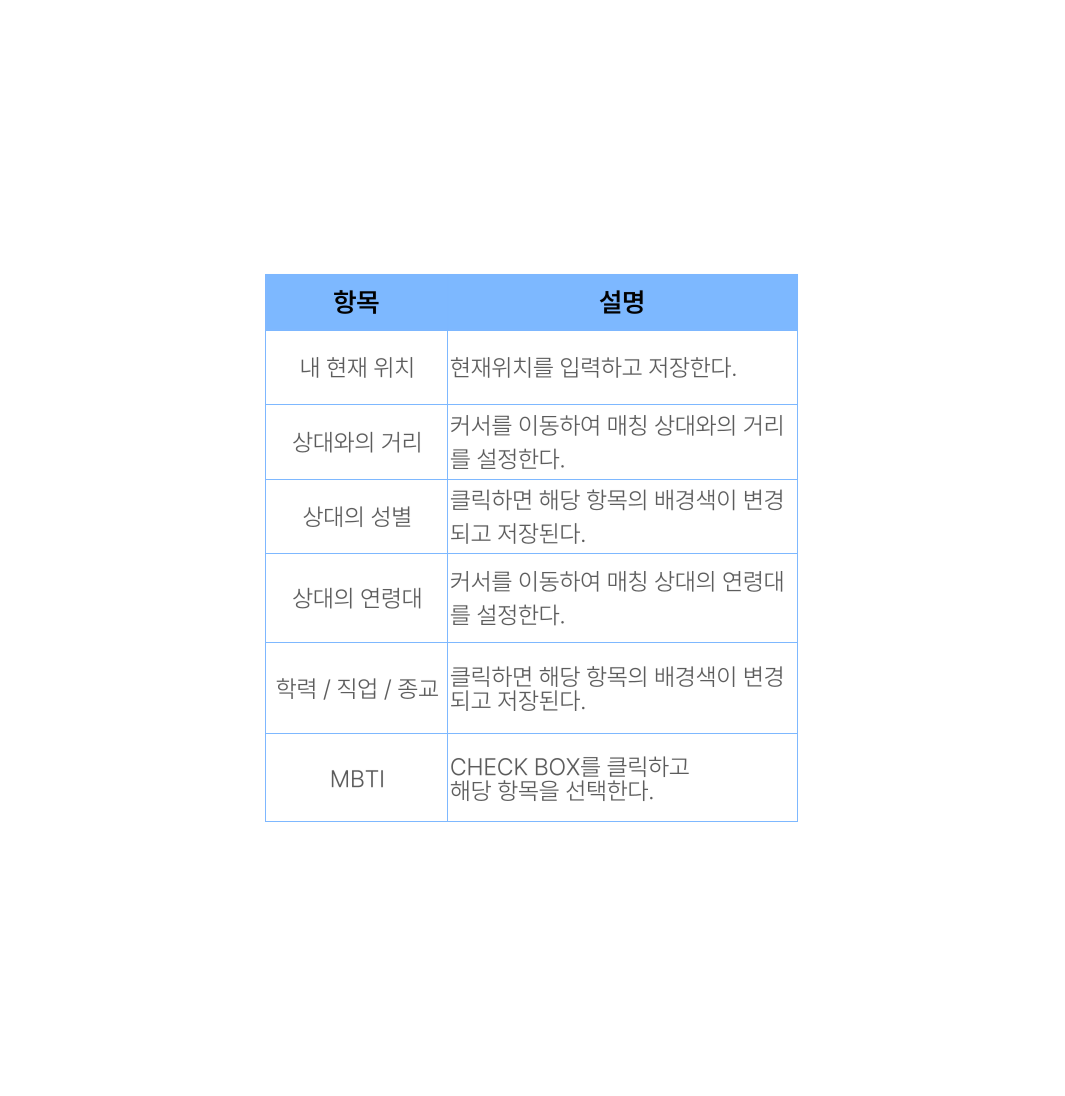 항목 설명
내 현재 위치 현재위치를 입력하고 저장한다.
상대와의 거리
커서를 이동하여 매칭 상대와의 거리
를 설정한다.
상대의 성별
클릭하면 해당 항목의 배경색이 변경
되고 저장된다.
상대의 연령대
커서를 이동하여 매칭 상대의 연령대
를 설정한다.
학력 / 직업 / 종교
클릭하면 해당 항목의 배경색이 변경
되고 저장된다.
MBTI
CHECK BOX를 클릭하고
해당 항목을 선택한다.